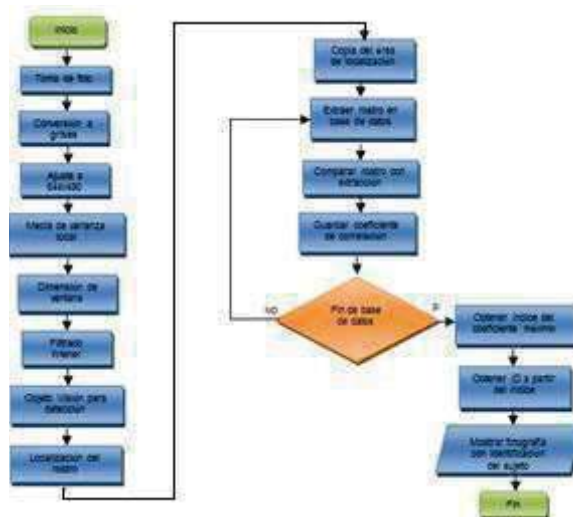 Inicio
Toma de foto
Conversión a
grises
Ajuste a
640x480
Media de varianza
local
Dimensión de
ventana
Filtrado
Wiener
Objeto Visión para
detección
Localización del
rostro
Copia del área
de localización
Extraer rostro en
base de datos
Comparar rostro con
extracción
Guardar coeficiente
de correlación
Fin de base
de datos
NO
SI
Obtener índice del
coeficiente máximo
Obtener ID a partir
del índice
Mostrar fotografía
con identificación
del sujeto
Fin